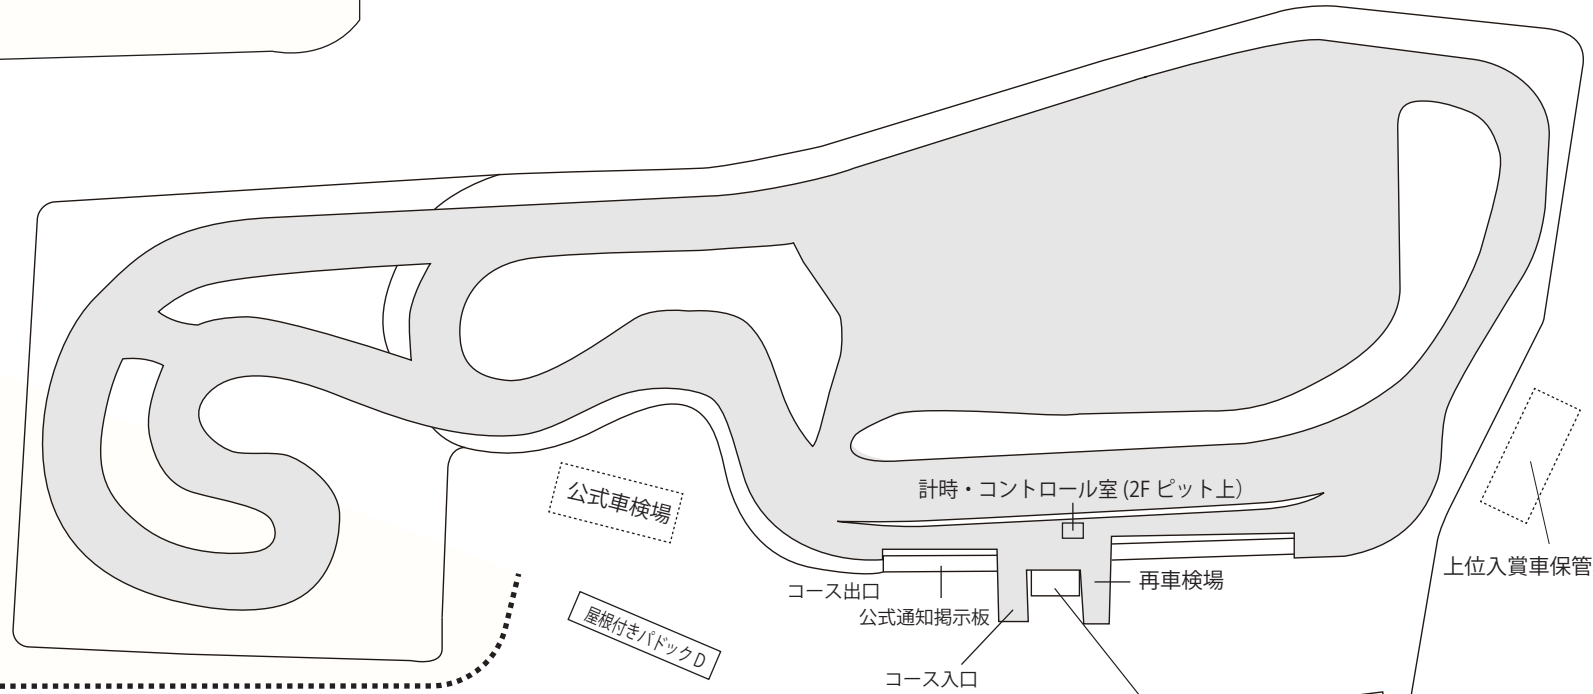 計時・コントロール室 (2F ピット上)
公式車検場
上位入賞車保管
再車検場
コース出口
公式通知掲示板
屋根付きパドック D
コース入口